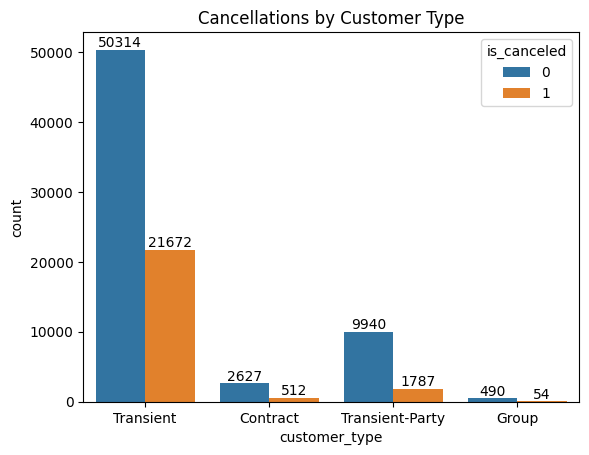 Cancellations by Customer Type
is_canceled
0
1
count
50000
40000
30000
20000
10000
0
50314
21672
2627
512
9940
1787
490
54
Transient
Contract
Transient-Party
Group
customer_type